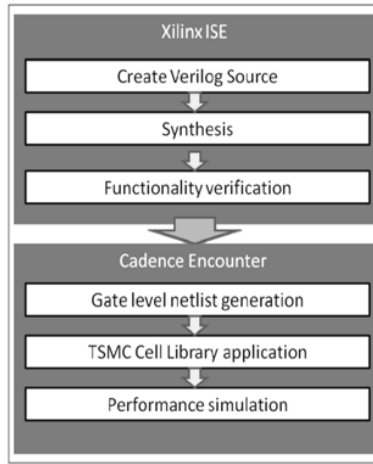 Xilinx ISE
Create Verilog Source
Synthesis
Functionality verification
Cadence Encounter
Gate level netlist generation
TSMC Cell Library application
Performance simulation